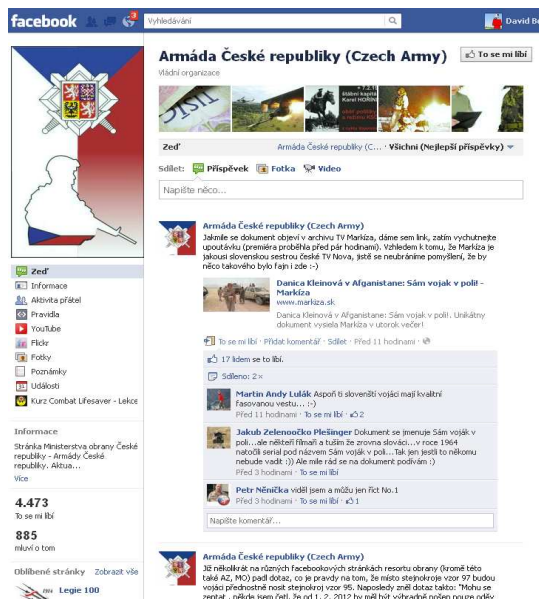 facebook
3
Vyhledávání
David B
Armáda České republiky (Czech Army)
To se mi líbí
Vládní organizace
+ 7.2.19
štábní kapitá
Karel
Zeď
Armáda České republiky (C... · Všichni (Nejlepší příspěvky)
Sdílet: Příspěvek Fotka Video
Napište něco...
Armáda České republiky (Czech Army)
Jakmile se dokument objeví v archivu TV Markíza, dáme sem link, zatím vychutnejte
upoutávku (premiéra proběhla před pár hodinami). Vzhledem k tomu, že Markíza je
jakousi slovenskou sestrou české TV Nova, jistě se neubráníme pomyšlení, že by
něco takového bylo fajn i zde :-)
Danica Kleinová v Afganistane: Sám vojak v poli! -
Markíza
www.markiza.sk
Danica Kleinová v Afganistane: Sám vojak v poli!. Unikátny
dokument vysiela Markíza v utorok večer!
To se mi líbí · Přidat komentář · Sdílet · Před 11 hodinami ·
17 lidem se to líbí.
Sdíleno: 2×
Martin Andy Lulák Aspoň ti slovenští vojáci mají kvalitní
fasovanou vestu... :-)
Před 11 hodinami · To se mi líbí · 2
Jakub Zelenoočko Plešinger Dokument se jmenuje Sám voják v
poli...ale někteří filmaři a tuším že zrovna slováci...v roce 1964
natočili serial pod názvem Sám voják v poli...Tak jen jestli to někomu
nebude vadit :)) Ale mile rád se na dokument podívám :)
Před 3 hodinami · To se mi líbí
Petr Něnička viděl jsem a můžu jen říct No.1
Před 3 hodinami · To se mi líbí · 1
Napište komentář...
Armáda České republiky (Czech Army)
Již několikrát na různých facebookových stránkách resortu obrany (kromě této
také AZ, MO) padl dotaz, co je pravdy na tom, že místo stejnokroje vzor 97 budou
vojáci přednostně nosit stejnokroj vzor 95. Naposledy zněl dotaz takto: "Mohu se
zeptat , někde jsem četl, že od 1. 2. 2012 by měl být výhradně nošen pouze oděv
Zeď
Informace
Aktivita přátel
Pravidla
YouTube
Flickr
Fotky
Poznámky
31 Události
Kurz Combat Lifesaver - Lekce
Informace
Stránka Ministerstva obrany České
republiky - Armády České
republiky. Aktua...
Více
4.473
To se mi líbí
885
mluví o tom
Oblíbené stránky Zobrazit vše
Legie 100